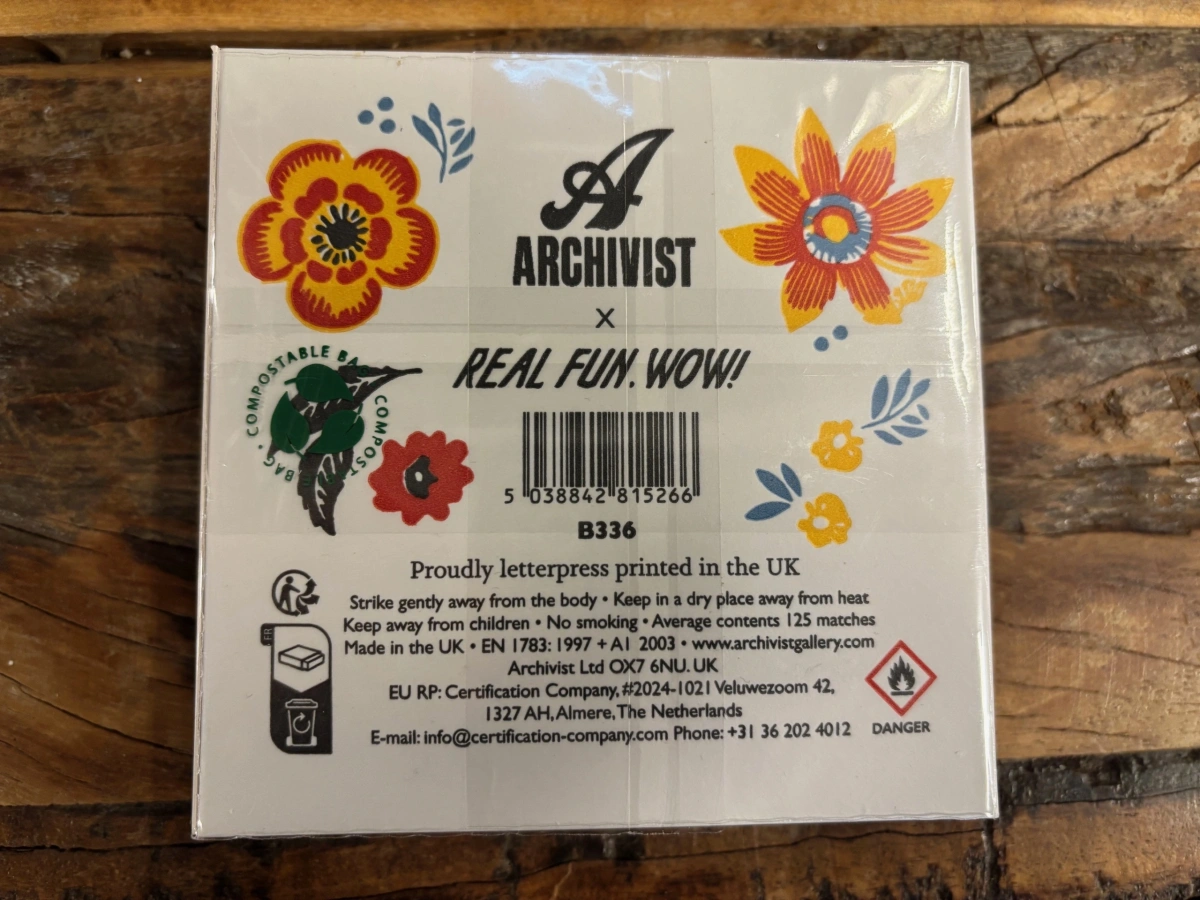 A
ARCHIVIST
X
REAL FUN. WOW!
COMPOSTABLE BAG • COMPOSTABLE BAG •
5 038842 815266
B336
Proudly letterpress printed in the UK
FR
Strike gently away from the body • Keep in a dry place away from heat
Keep away from children • No smoking • Average contents 125 matches
Made in the UK • EN 1783: 1997 + A1 2003 • www.archivistgallery.com
Archivist Ltd OX7 6NU. UK
EU RP: Certification Company, #2024-1021 Veluwezoom 42,
1327 AH, Almere, The Netherlands
E-mail: info@certification-company.com Phone: +31 36 202 4012
DANGER